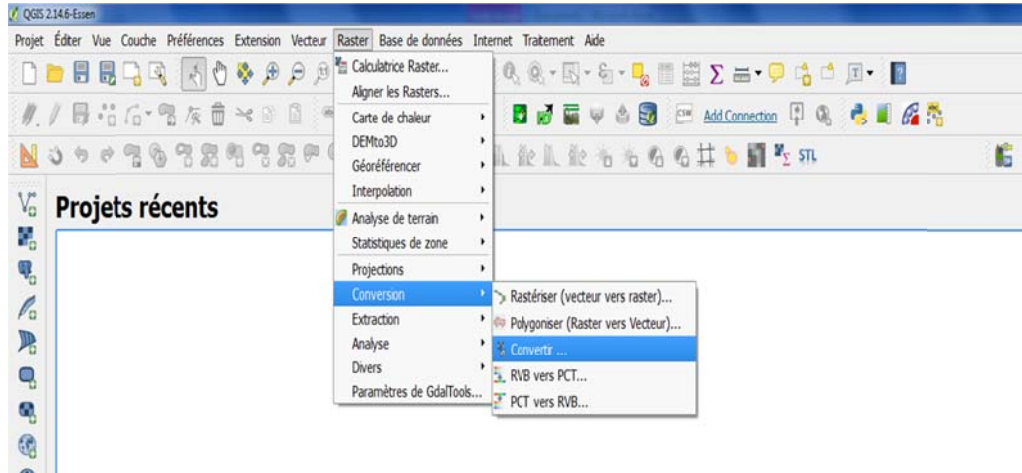 QGIS 2.14.6-Essen
Projet Éditer Vue Couche Préférences Extension Vecteur Raster Base de données Internet Traitement Aide
Calculatrice Raster...
Aligner les Rasters...
Carte de chaleur
DEMto3D
Géoréférencer
Interpolation
Analyse de terrain
Statistiques de zone
Projections
Conversion
Extraction
Analyse
Divers
Paramètres de GdalTools...
Rastériser (vecteur vers raster)...
Polygoniser (Raster vers Vecteur)...
Convertir ...
RVB vers PCT...
PCT vers RVB...
CSW
Add Connection
STL
Projets récents